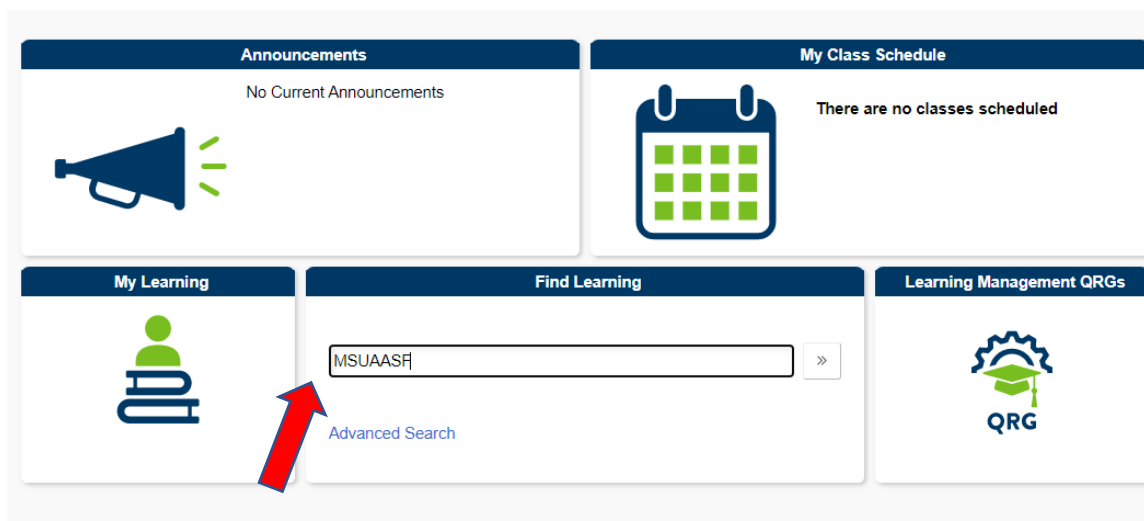 Announcements
No Current Announcements
My Class Schedule
There are no classes scheduled
My Learning
Find Learning
MSUAASF
»
Advanced Search
Learning Management QRGs
QRG